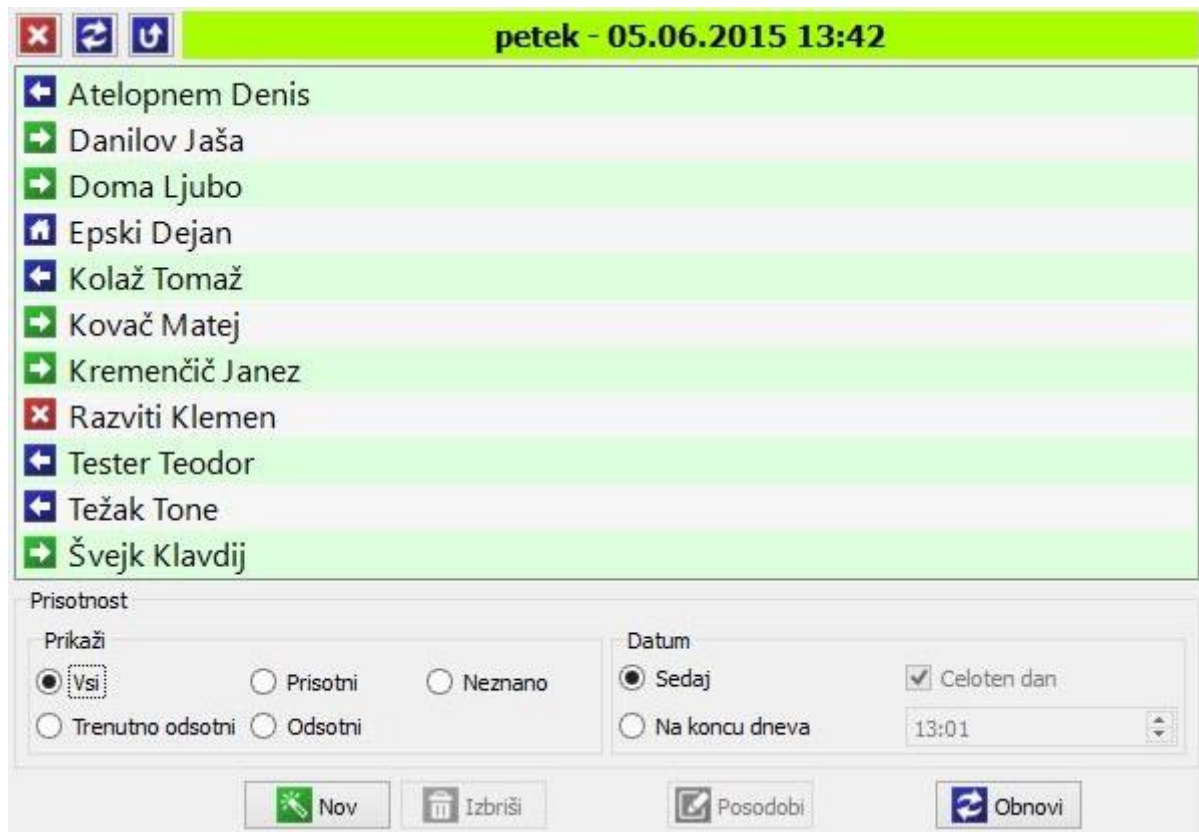 petek - 05.06.2015 13:42
Atelopnem Denis
Danilov Jaša
Doma Ljubo
Epski Dejan
Kolaž Tomaž
Kovač Matej
Kremenčič Janez
Razviti Klemen
Tester Teodor
Težak Tone
Švejk Klavdij
Prisotnost
Prikaži
Vsi Prisotni Neznano
Trenutno odsotni Odsotni
Datum
Sedaj Celoten dan
Na koncu dneva 13:01
Nov Izbriši Posodobi Obnovi